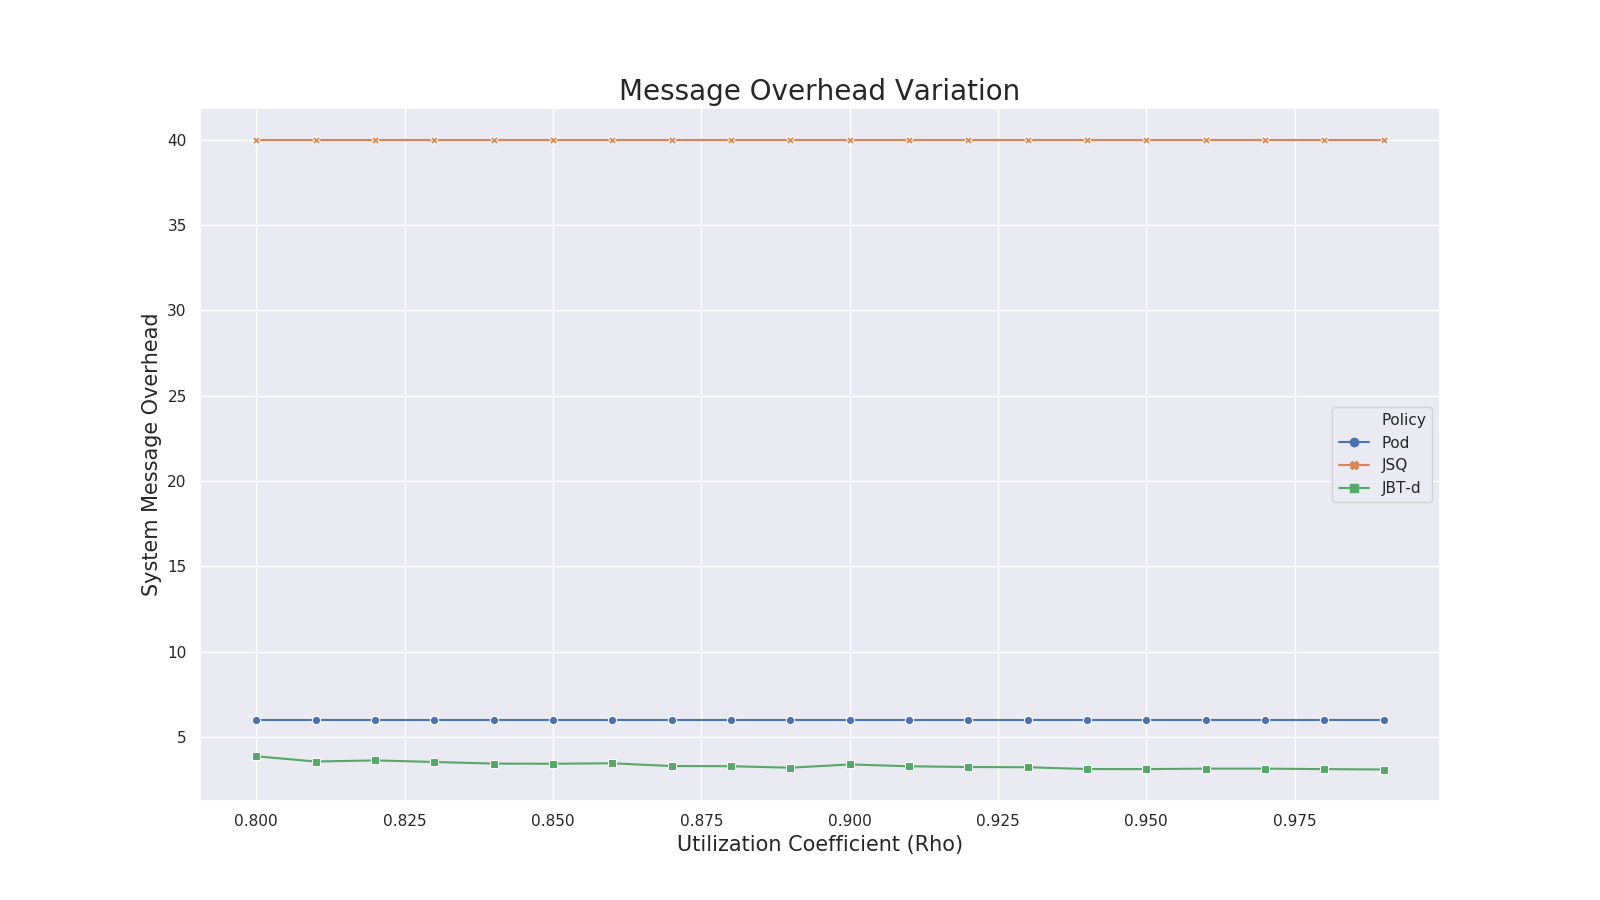 Message Overhead Variation
System Message Overhead
40
35
30
25
20
15
10
5
Policy
Pod
JSQ
JBT-d
0.800 0.825 0.850 0.875 0.900 0.925 0.950 0.975
Utilization Coefficient (Rho)